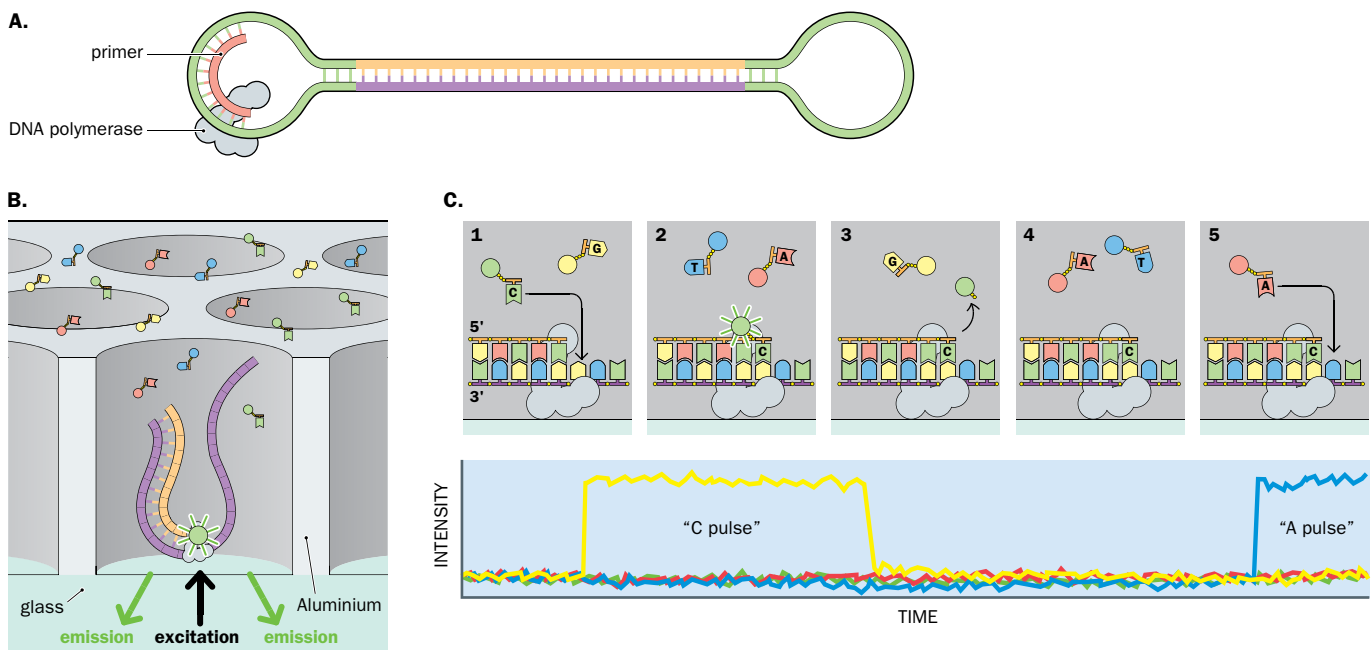 A.
primer
DNA polymerase
B.
glass
Aluminium
emission
excitation
emission
C.
1
G
C
5'
3'
2
T
A
C
3
G
C
4
A
T
C
5
A
C
INTENSITY
“C pulse”
“A pulse”
TIME